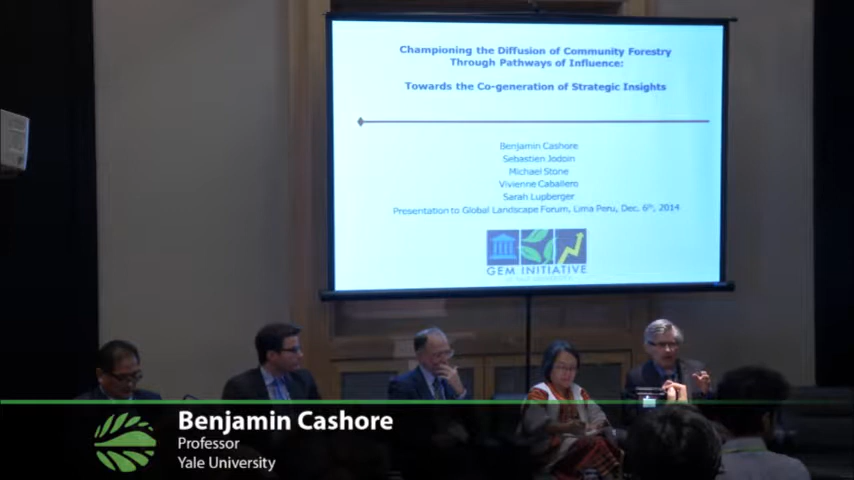 Championing the Diffusion of Community Forestry
Through Pathways of Influence:
Towards the Co-generation of Strategic Insights
Benjamin Cashore
Sebastien Jodoin
Michael Stone
Vivienne Caballero
Sarah Lupberger
Presentation to Global Landscape Forum, Lima Peru, Dec. 6th, 2014
GEM INITIATIVE
Benjamin Cashore
Professor
Yale University